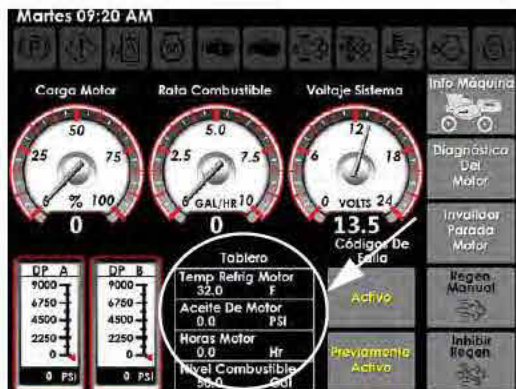 Martes 09:20 AM
Carga Motor
Rata Combustible
Voltaje Sistema
Info Máquina
50
25
75
0
%
100
0
5.0
2.5
7.5
0
GAL/HR
10
0
12
6
18
0
VOLTS
24
13.5
Diagnóstico
Del
Motor
Invalidar
Parada
Motor
Códigos De
Falla
DP A
9000
6750
4500
2250
0
0 PSI
DP B
9000
6750
4500
2250
0
0 PSI
Tablero
Temp Refrig Motor
32.0 F
Aceite De Motor
0.0 PSI
Horas Motor
0.0 Hr
Nivel Combustible
50.0 Gal
Activo
Previamente
Activo
Regen
Manual
Inhibir
Regen